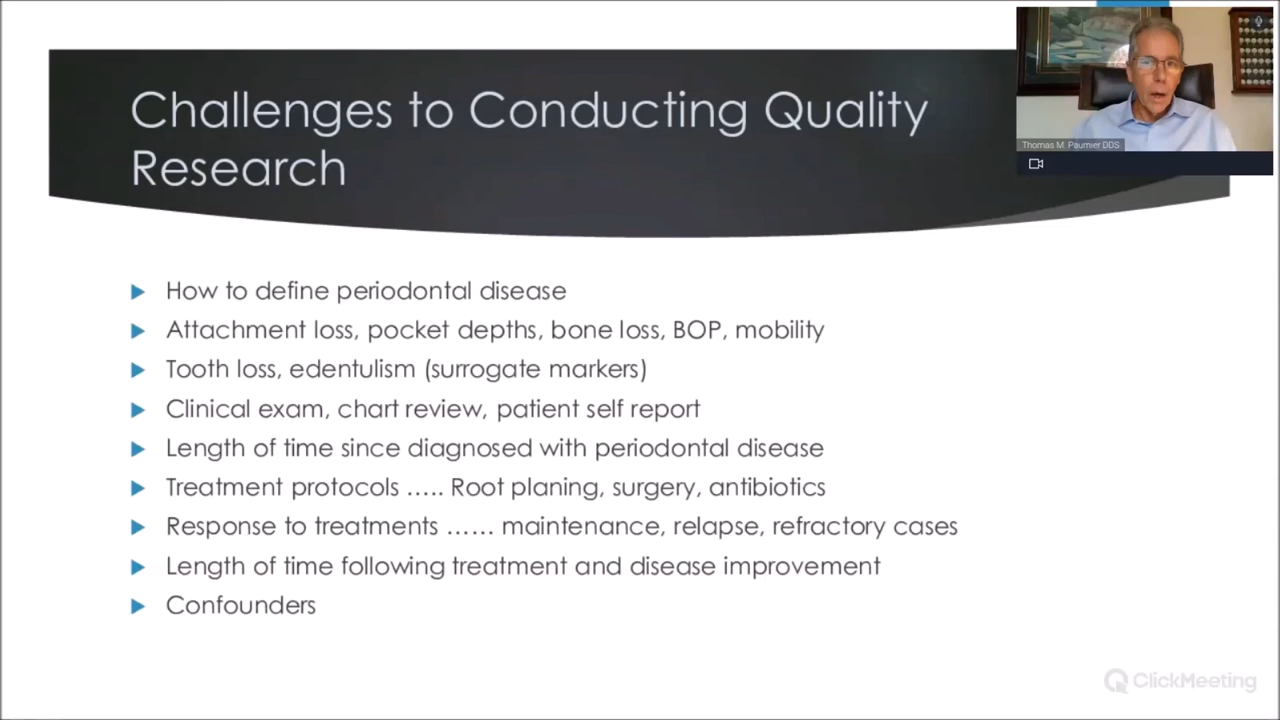 Challenges to Conducting Quality
Research
Thomas M. Paumier DDS
How to define periodontal disease
Attachment loss, pocket depths, bone loss, BOP, mobility
Tooth loss, edentulism (surrogate markers)
Clinical exam, chart review, patient self report
Length of time since diagnosed with periodontal disease
Treatment protocols ..... Root planing, surgery, antibiotics
Response to treatments ...... maintenance, relapse, refractory cases
Length of time following treatment and disease improvement
Confounders
ClickMeeting